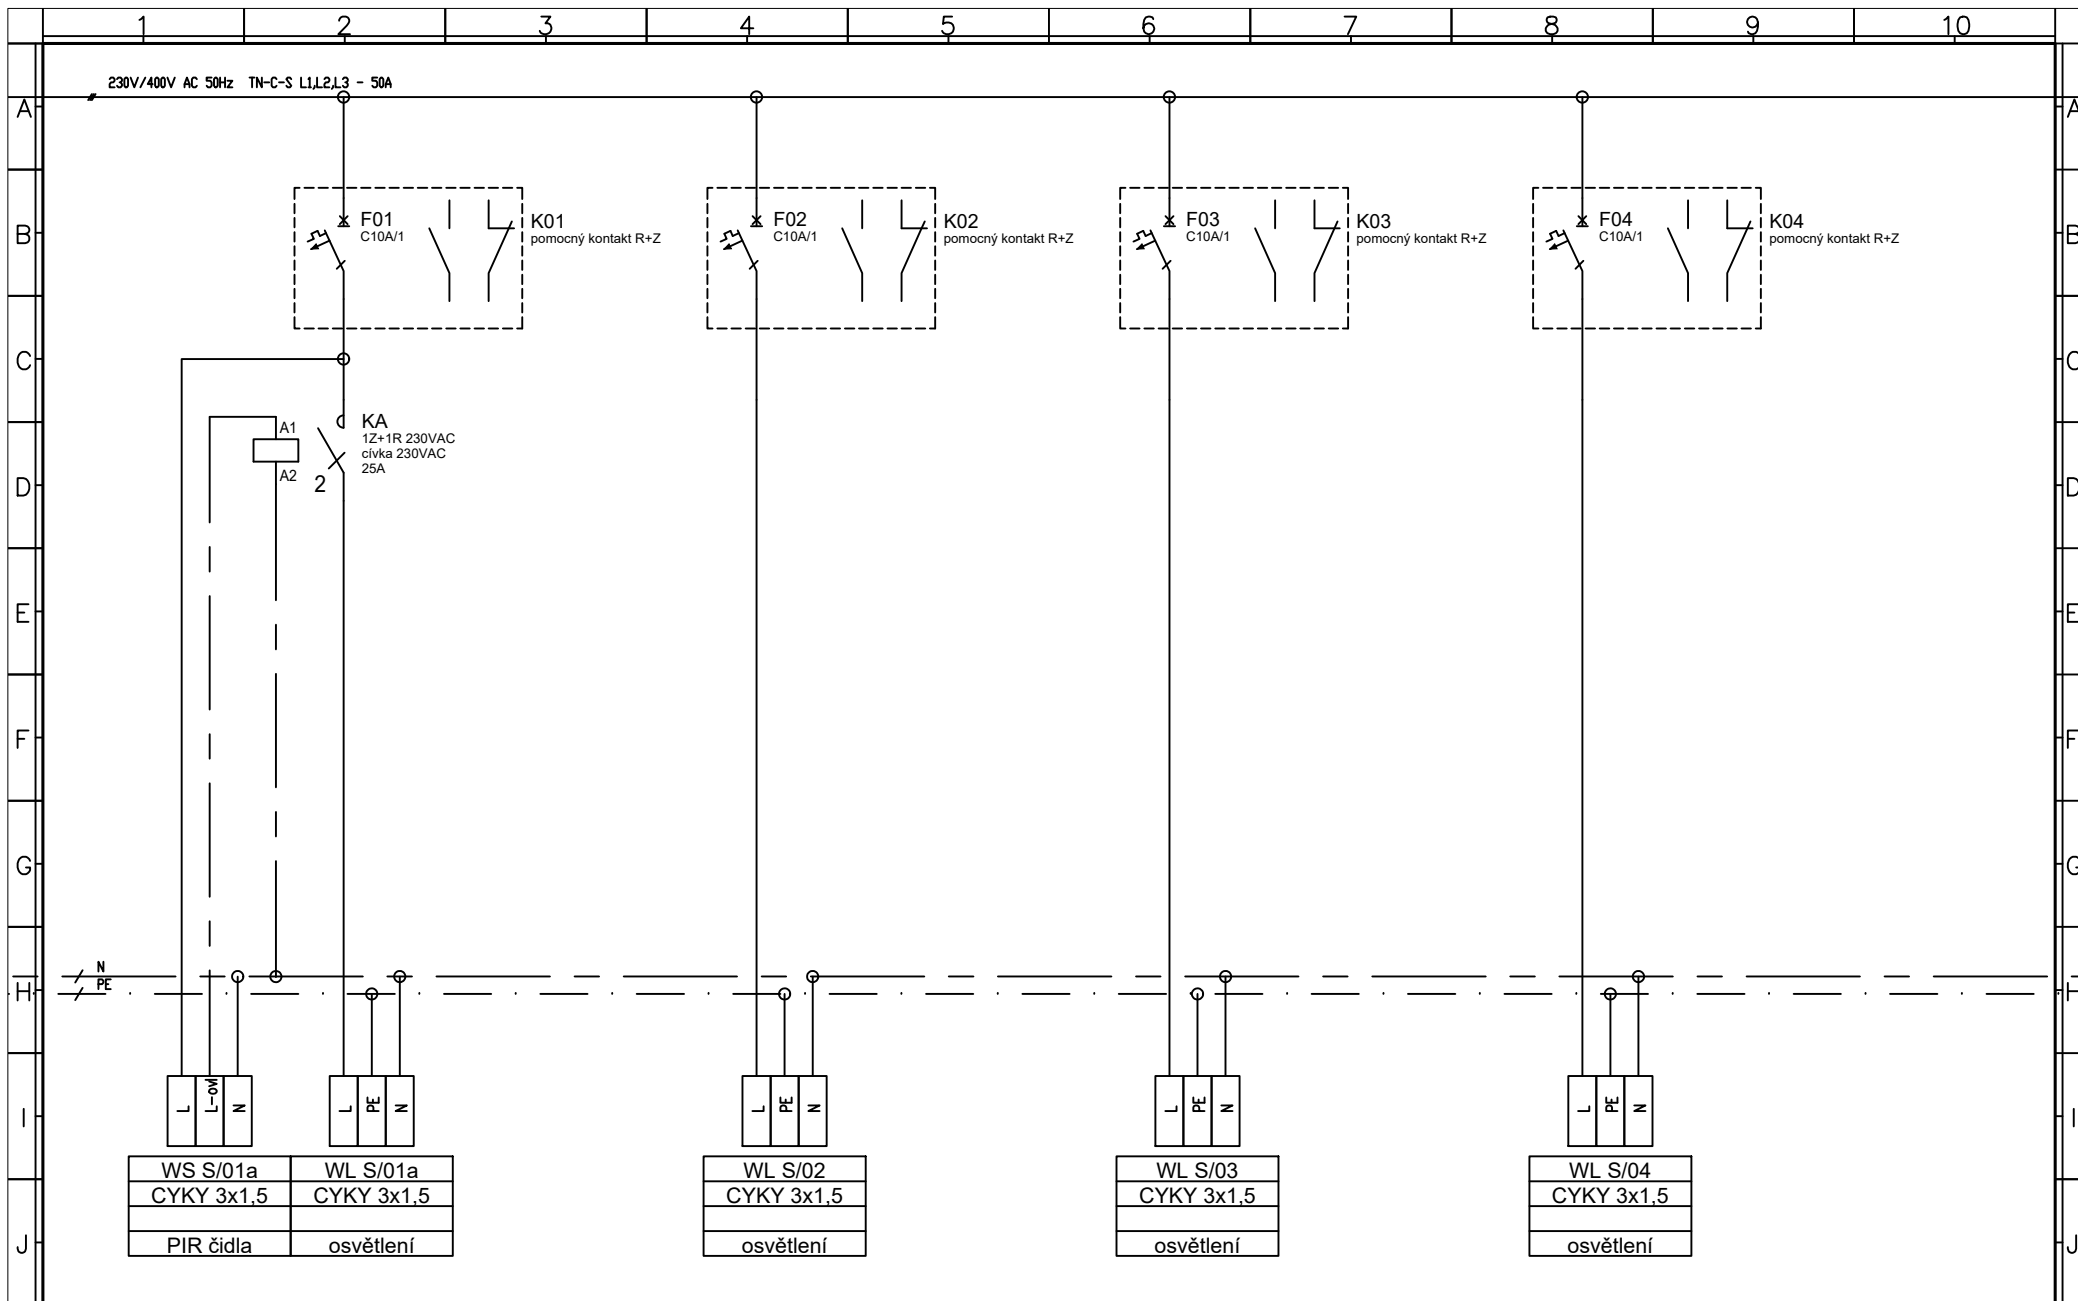 1 2 3 4 5 6 7 8 9 10
230V/400V AC 50Hz TN-C-S L1,L2,L3 - 50A
A A
F01 K01 F02 K02 F03 K03 F04 K04
B C10A/1 pomocný kontakt R+Z C10A/1 pomocný kontakt R+Z C10A/1 pomocný kontakt R+Z C10A/1 pomocný kontakt R+Z B
C C
A1 KA
1Z+1R 230VAC
cívka 230VAC
A2 25A
D 2 D
E E
F F
G G
N
PE
H H
L L-ovl N L PE N L PE N L PE N L PE N
I I
WS S/01a WL S/01a WL S/02 WL S/03 WL S/04
CYKY 3x1,5 CYKY 3x1,5 CYKY 3x1,5 CYKY 3x1,5 CYKY 3x1,5
J PIR čidla osvětlení osvětlení osvětlení osvětlení J